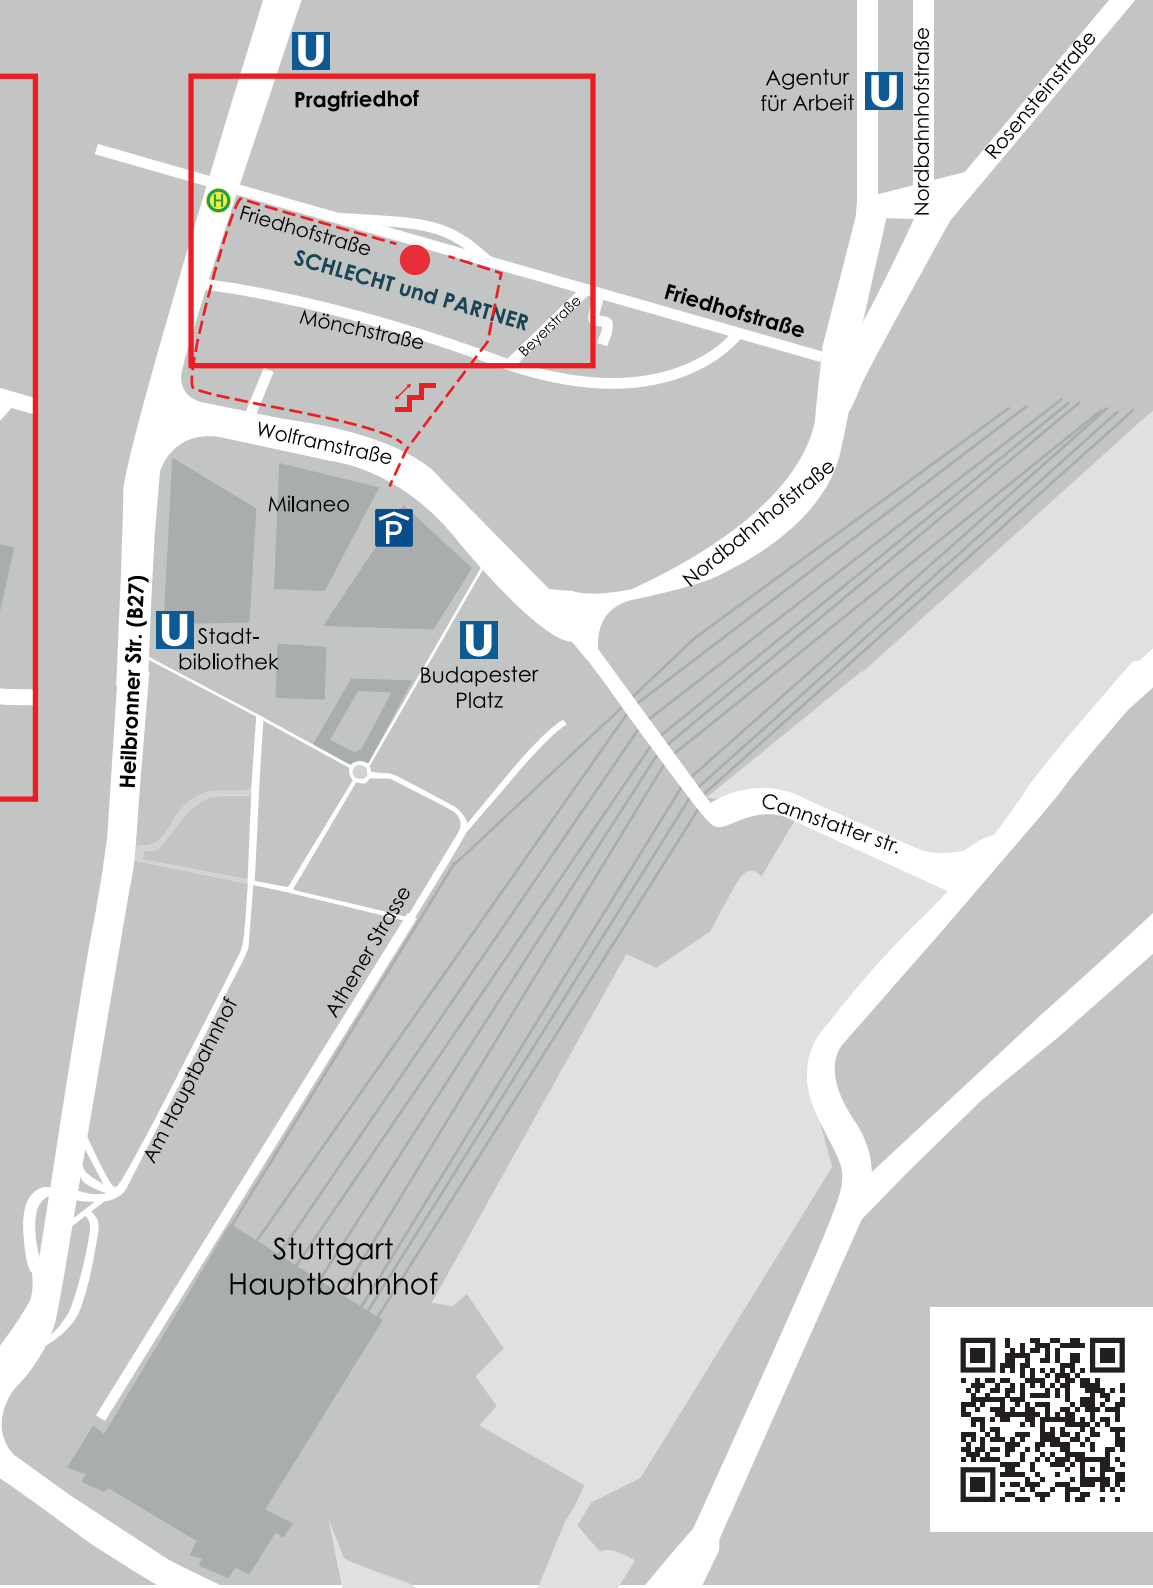 U
Pragfriedhof
Agentur
für Arbeit
U
Nordbahnhofstraße
Rosensteinstraße
H
Friedhofstraße
SCHLECHT und PARTNER
Friedhofstraße
Mönchstraße
Beyerstraße
Wolframstraße
Milaneo
P
Nordbahnhofstraße
Heilbronner Str. (B27)
U
Stadt-
bibliothek
U
Budapester
Platz
Cannstatter str.
Athener Strasse
Am Hauptbahnhof
Stuttgart
Hauptbahnhof